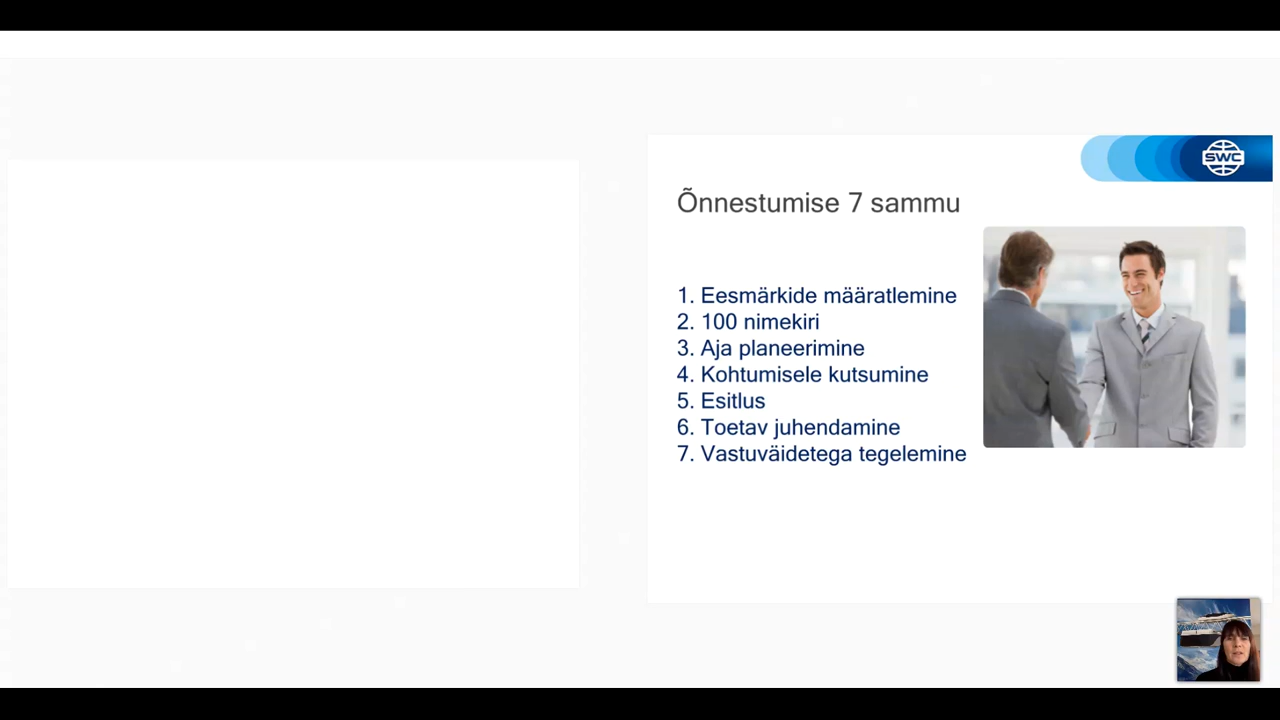 SWC
Õnnestumise 7 sammu
1. Eesmärkide määratlemine
2. 100 nimekiri
3. Aja planeerimine
4. Kohtumisele kutsumine
5. Esitlus
6. Toetav juhendamine
7. Vastuväidetega tegelemine